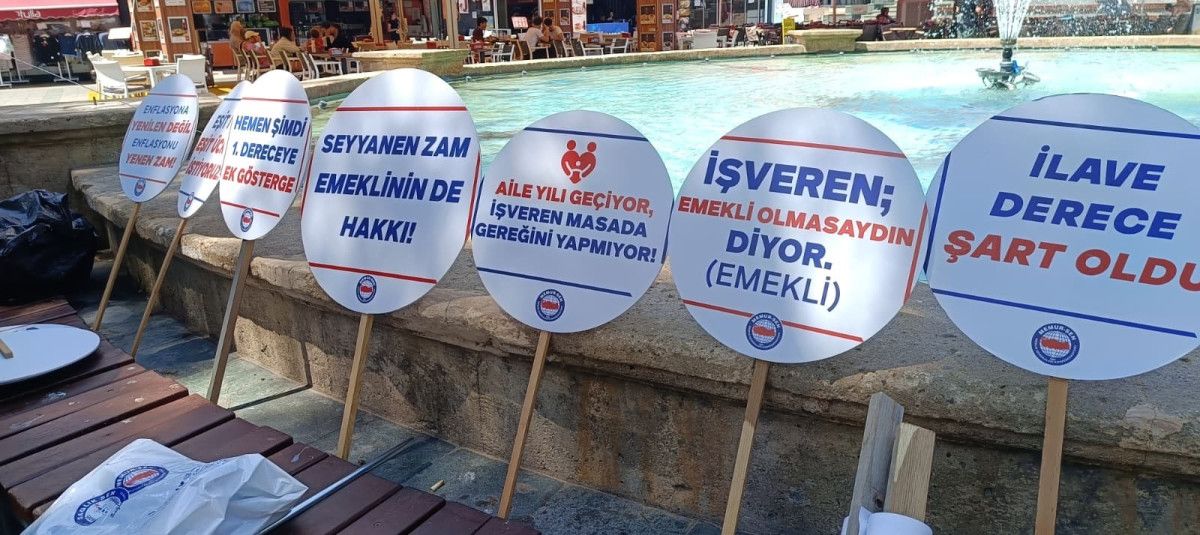 ENFLASYONA
YENİLEN DEĞİL
ENFLASYONU
YENEN ZAM!
HEMEN ŞİMDİ
1. DERECEYE
EK GÖSTERGE
SEYYANEN ZAM
EMEKLİNİN DE
HAKKI!
AİLE YILI GEÇİYOR,
İŞVEREN MASADA
GEREĞİNİ YAPMIYOR!
İŞVEREN;
EMEKLİ OLMASAYDIN
DİYOR.
(EMEKLİ)
İLAVE
DERECE
ŞART OLDU
MEMUR-SEN